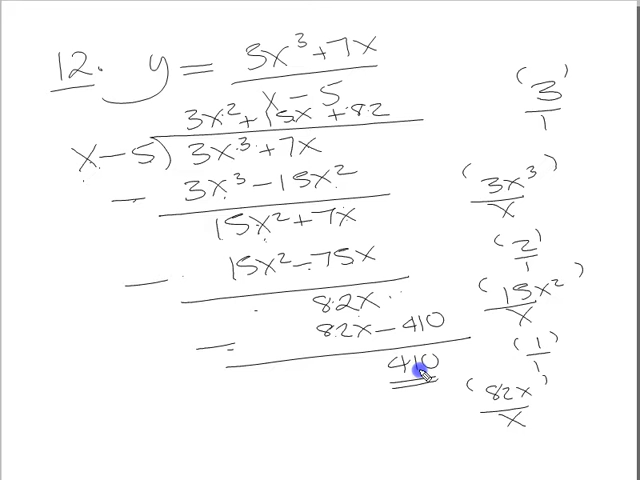 12. y = 3x³ + 7x
x – 5
3x² + 15x + 82
x – 5 ) 3x³ + 7x
– 3x³ – 15x²
15x² + 7x
– 15x² – 75x
82x
– 82x – 410
410
(3)
1
(3x³)
x
(2)
1
(15x²)
x
(1)
1
(82x)
x